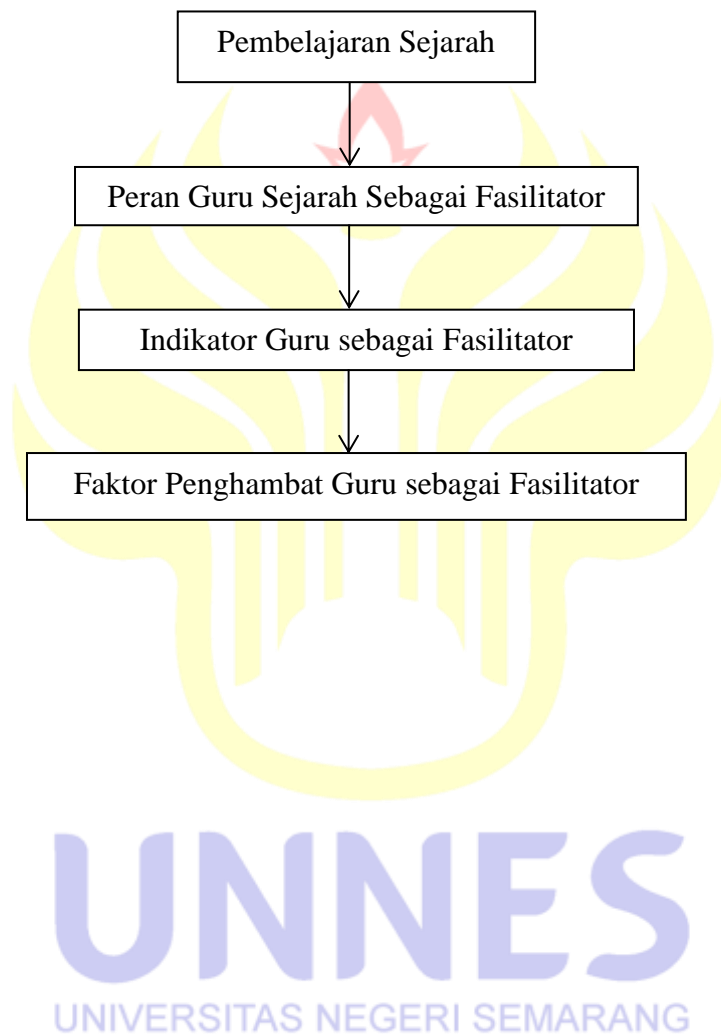 Pembelajaran Sejarah
Peran Guru Sejarah Sebagai Fasilitator
Indikator Guru sebagai Fasilitator
Faktor Penghambat Guru sebagai Fasilitator
UNNES
UNIVERSITAS NEGERI SEMARANG